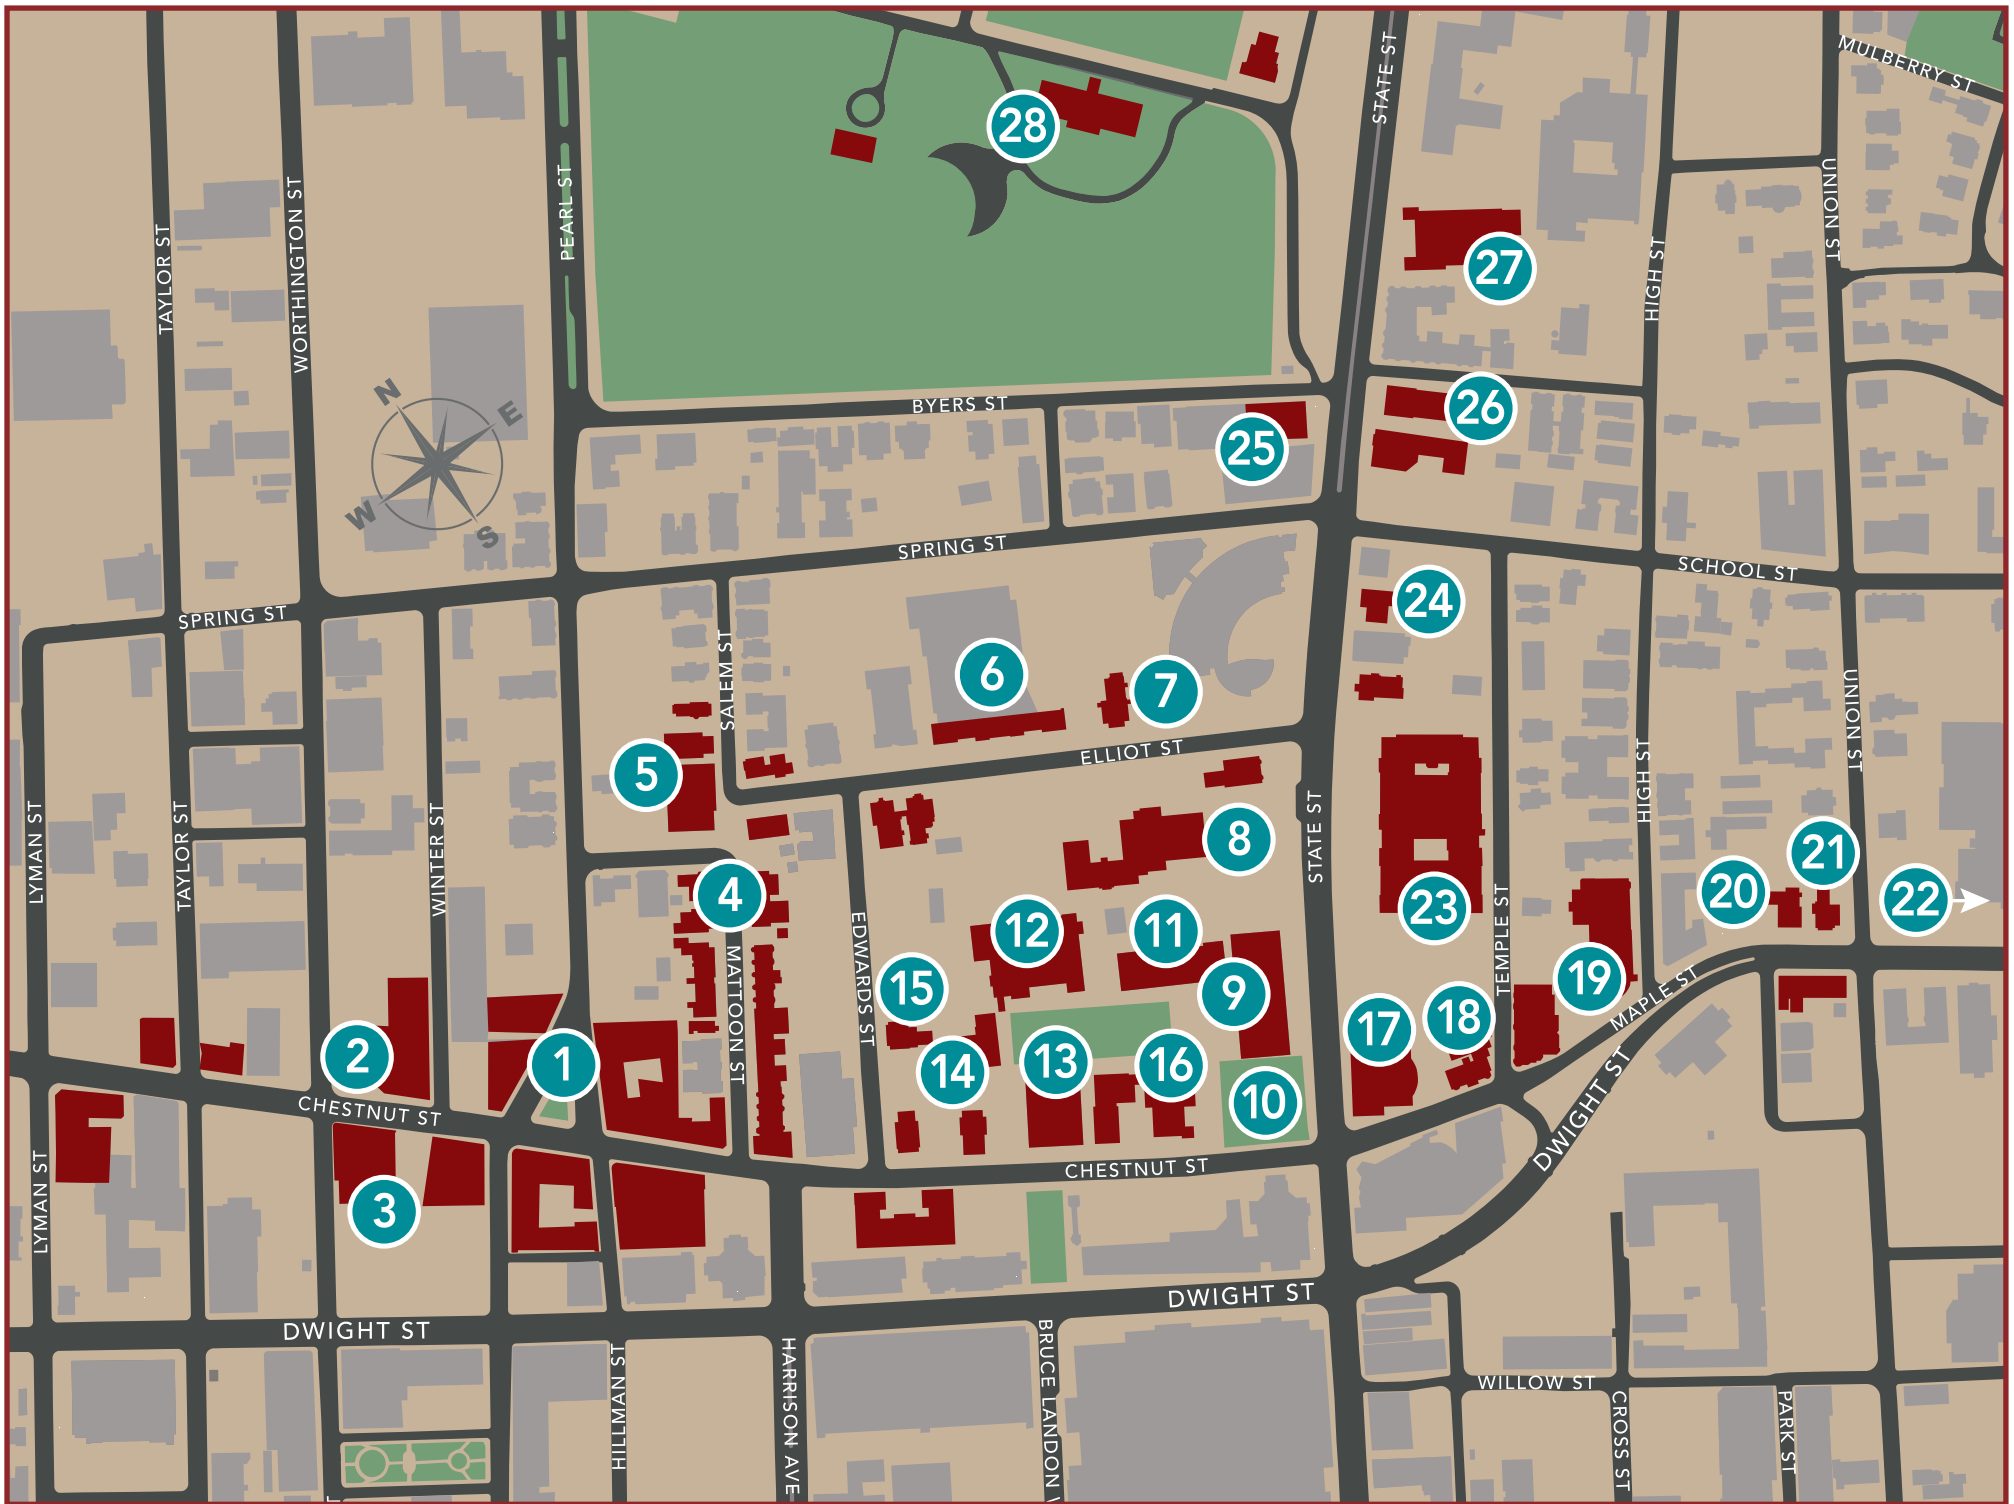 STATE ST
MULBERRY ST
28
PEARL ST
UNION ST
WORTHINGTON ST
TAYLOR ST
HIGH ST
27
N
E
W
S
BYERS ST
26
25
SPRING ST
SCHOOL ST
24
SPRING ST
SALEM ST
6
7
UNION ST
ELLIOT ST
5
HIGH ST
STATE ST
LYMAN ST
TAYLOR ST
WINTER ST
8
21
4
20
22
23
12
11
TEMPLE ST
EDWARDS ST
MATTOON ST
15
9
19
MAPLE ST
18
17
2
1
14
13
16
10
CHESTNUT ST
DWIGHT ST
CHESTNUT ST
LYMAN ST
3
DWIGHT ST
DWIGHT ST
HILLMAN ST
HARRISON AVE
BRUCE LANDON
WILLOW ST
CROSS ST
PARK ST